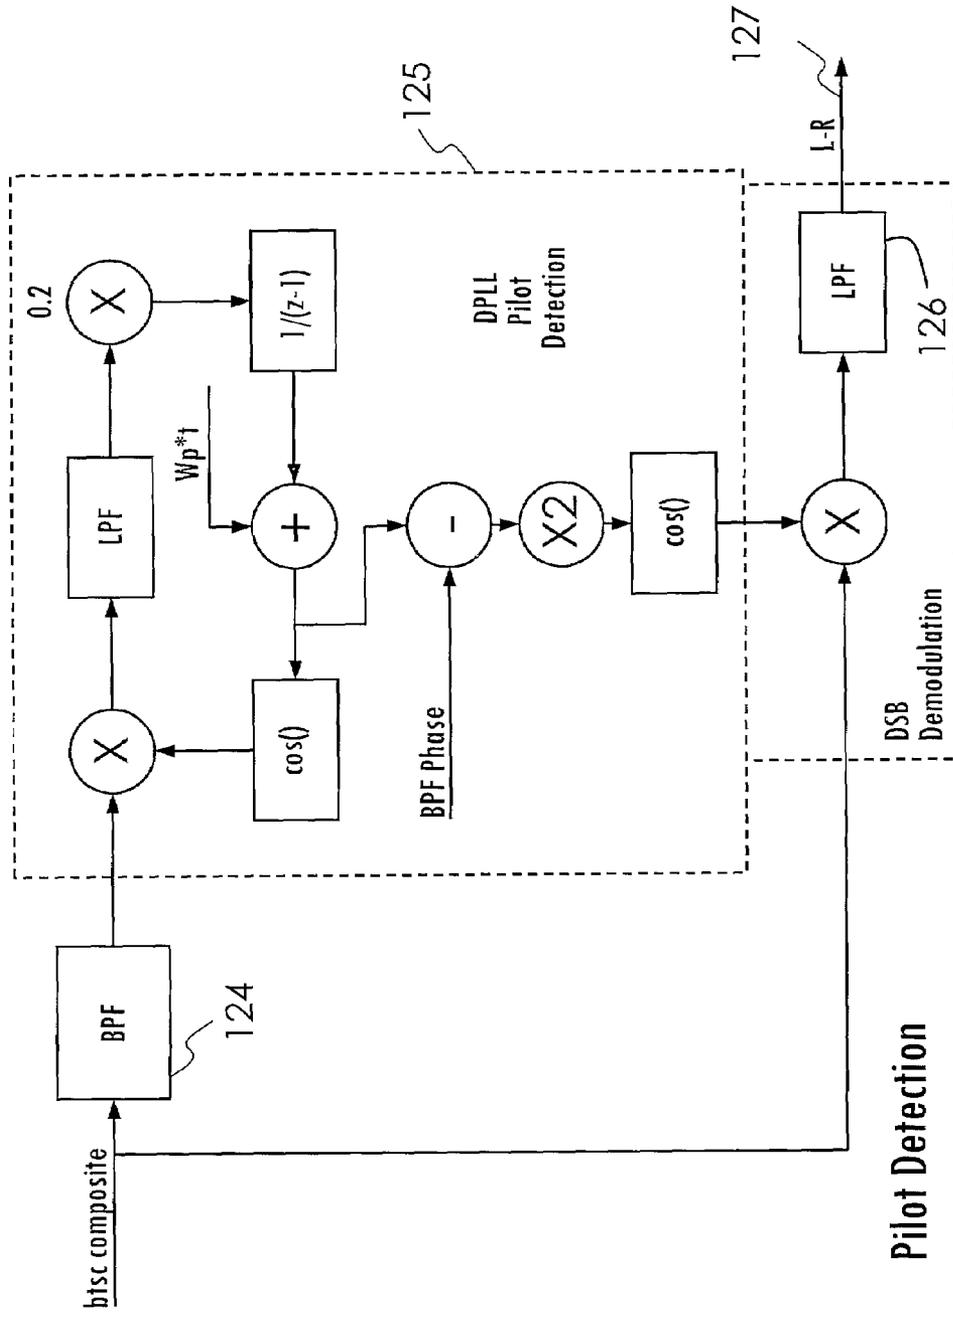 btsc composite
BPF
124
X
LPF
0.2
X
1/(z-1)
Wp*t
+
cos()
BPF Phase
-
X2
cos()
DPLL
Pilot
Detection
125
X
LPF
126
L-R
127
DSB
Demodulation
Pilot Detection